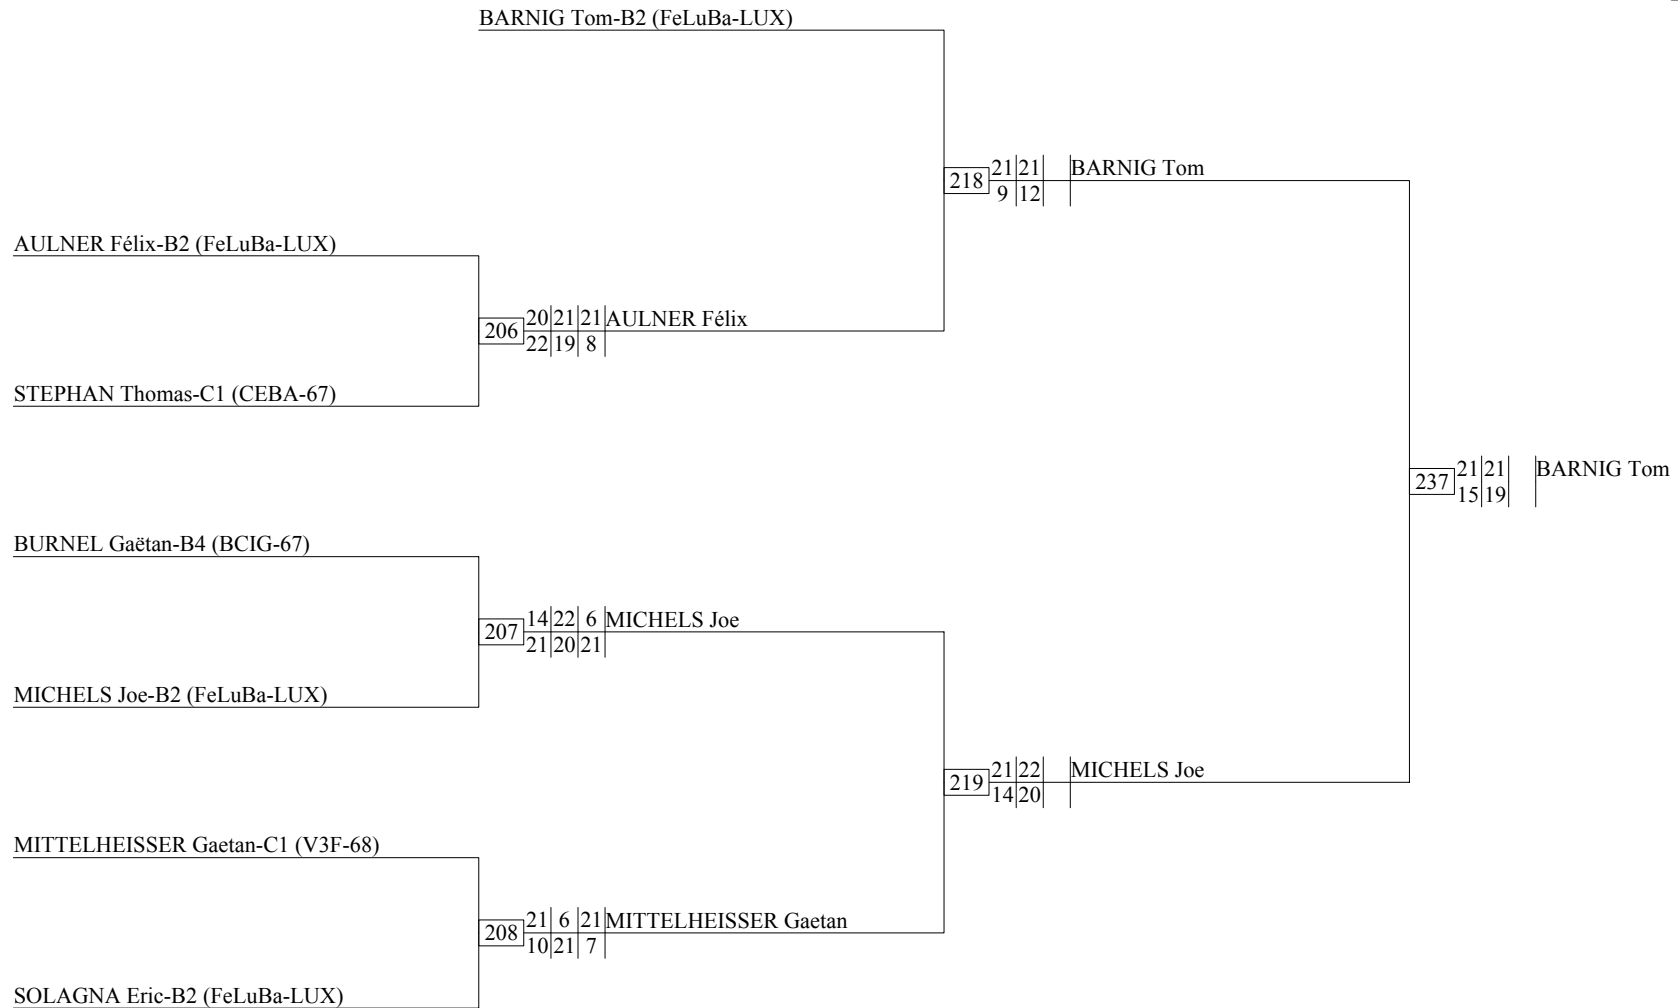 BARNIG Tom-B2 (FeLuBa-LUX)
218 21 21 BARNIG Tom
9 12
AULNER Félix-B2 (FeLuBa-LUX)
206 20 21 21 AULNER Félix
22 19 8
STEPHAN Thomas-C1 (CEBA-67)
237 21 21 BARNIG Tom
15 19
BURNEL Gaëtan-B4 (BCIG-67)
207 14 22 6 MICHELS Joe
21 20 21
MICHELS Joe-B2 (FeLuBa-LUX)
219 21 22 MICHELS Joe
14 20
MITTELHEISSER Gaetan-C1 (V3F-68)
208 21 6 21 MITTELHEISSER Gaetan
10 21 7
SOLAGNA Eric-B2 (FeLuBa-LUX)